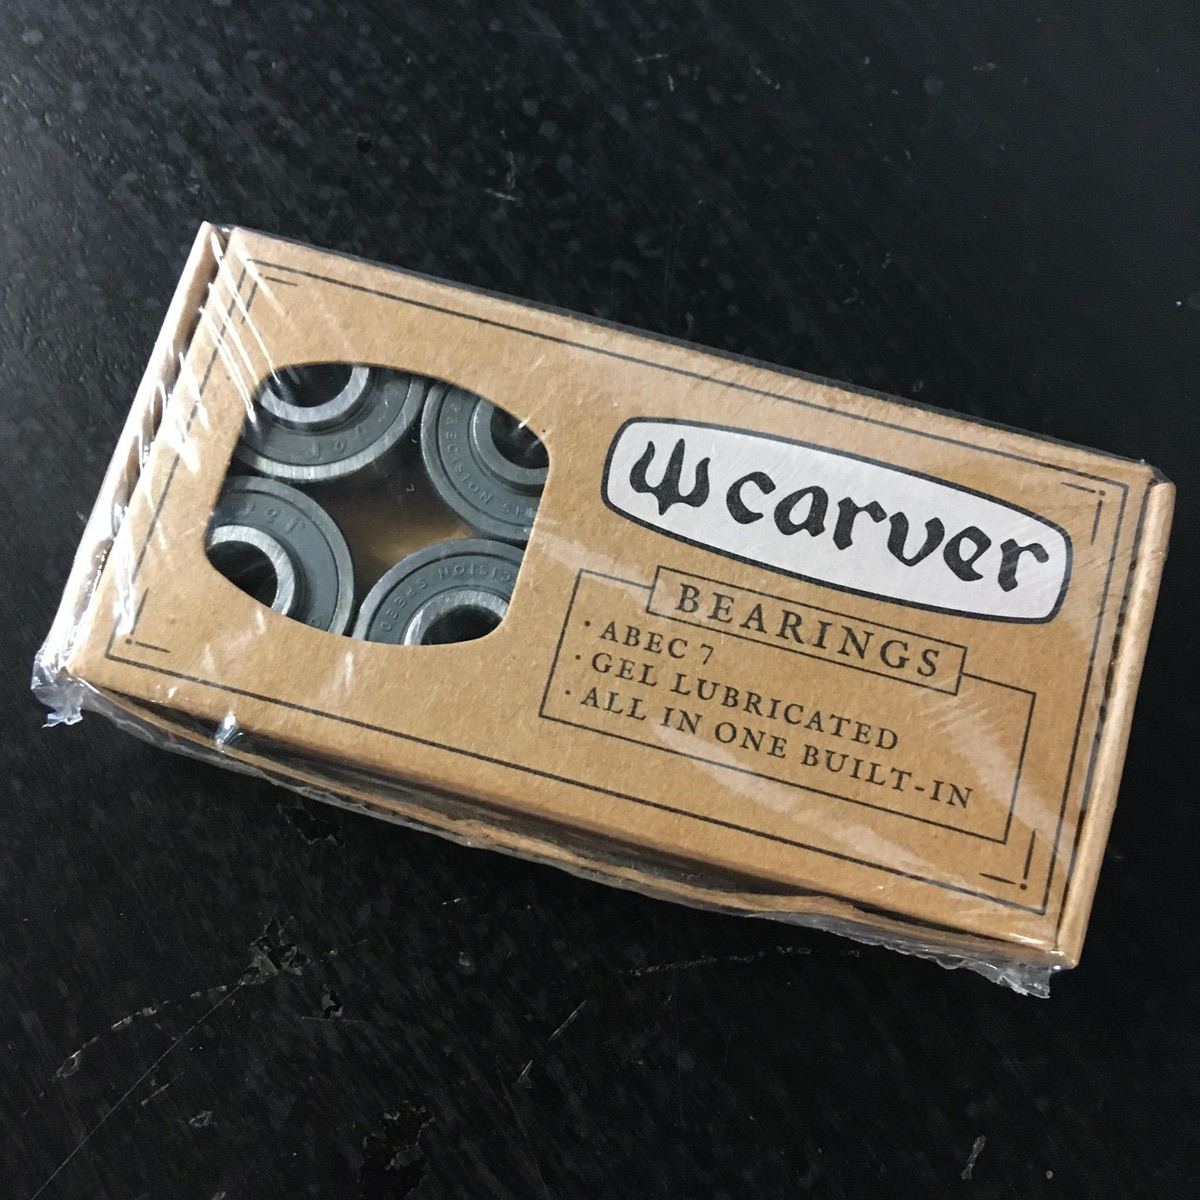 carver
BEARINGS
· ABEC 7
· GEL LUBRICATED
· ALL IN ONE BUILT-IN